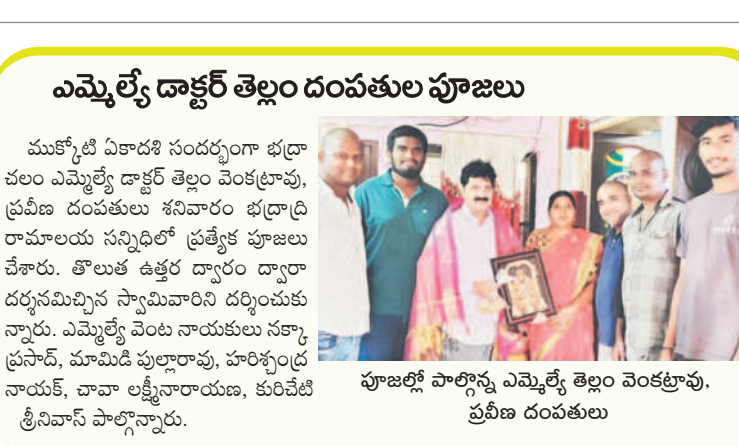 ఎమ్మెల్యే డాక్టర్ తెల్లం దంపతుల పూజలు
ముక్కోటి ఏకాదశి సందర్భంగా భద్రా
చలం ఎమ్మెల్యే డాక్టర్ తెల్లం వెంకట్రావు,
ప్రవీణ దంపతులు శనివారం భద్రాద్రి
రామాలయ సన్నిధిలో ప్రత్యేక పూజలు
చేశారు. తొలుత ఉత్తర ద్వారం ద్వారా
దర్శనమిచ్చిన స్వామివారిని దర్శించుకు
న్నారు. ఎమ్మెల్యే వెంట నాయకులు నక్కా
ప్రసాద్, మామిడి పుల్లారావు, హరిశ్చంద్ర
నాయక్, చావా లక్ష్మీనారాయణ, కురిచేటి
శ్రీనివాస్ పాల్గొన్నారు.
పూజల్లో పాల్గొన్న ఎమ్మెల్యే తెల్లం వెంకట్రావు,
ప్రవీణ దంపతులు